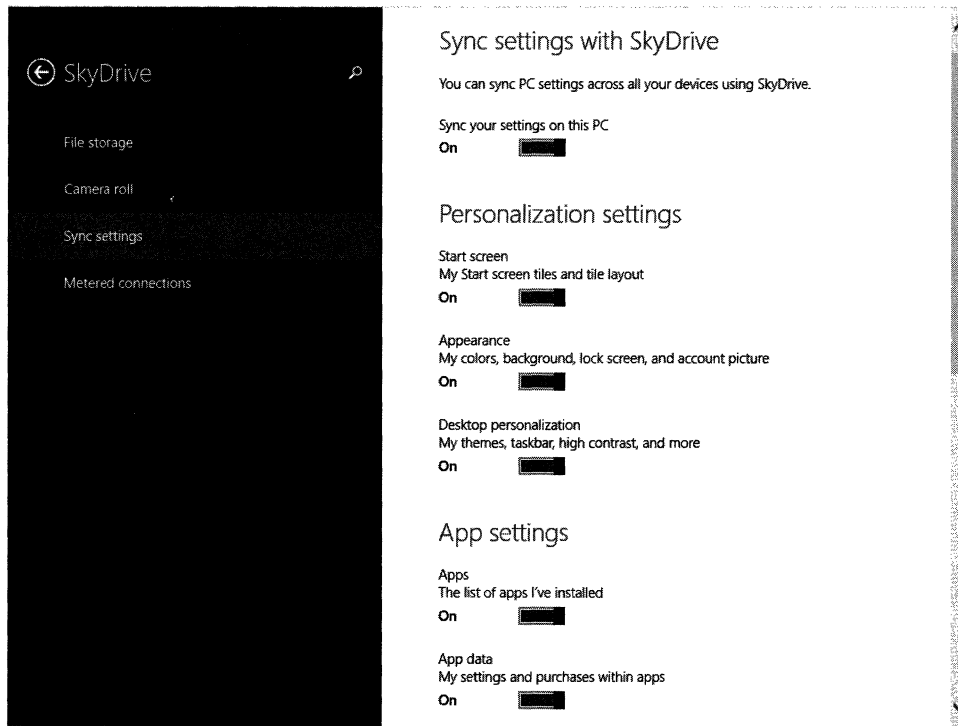 SkyDrive
File storage
Camera roll
Sync settings
Metered connections
Sync settings with SkyDrive
You can sync PC settings across all your devices using SkyDrive.
Sync your settings on this PC
On
Personalization settings
Start screen
My Start screen tiles and tile layout
On
Appearance
My colors, background, lock screen, and account picture
On
Desktop personalization
My themes, taskbar, high contrast, and more
On
App settings
Apps
The list of apps I've installed
On
App data
My settings and purchases within apps
On